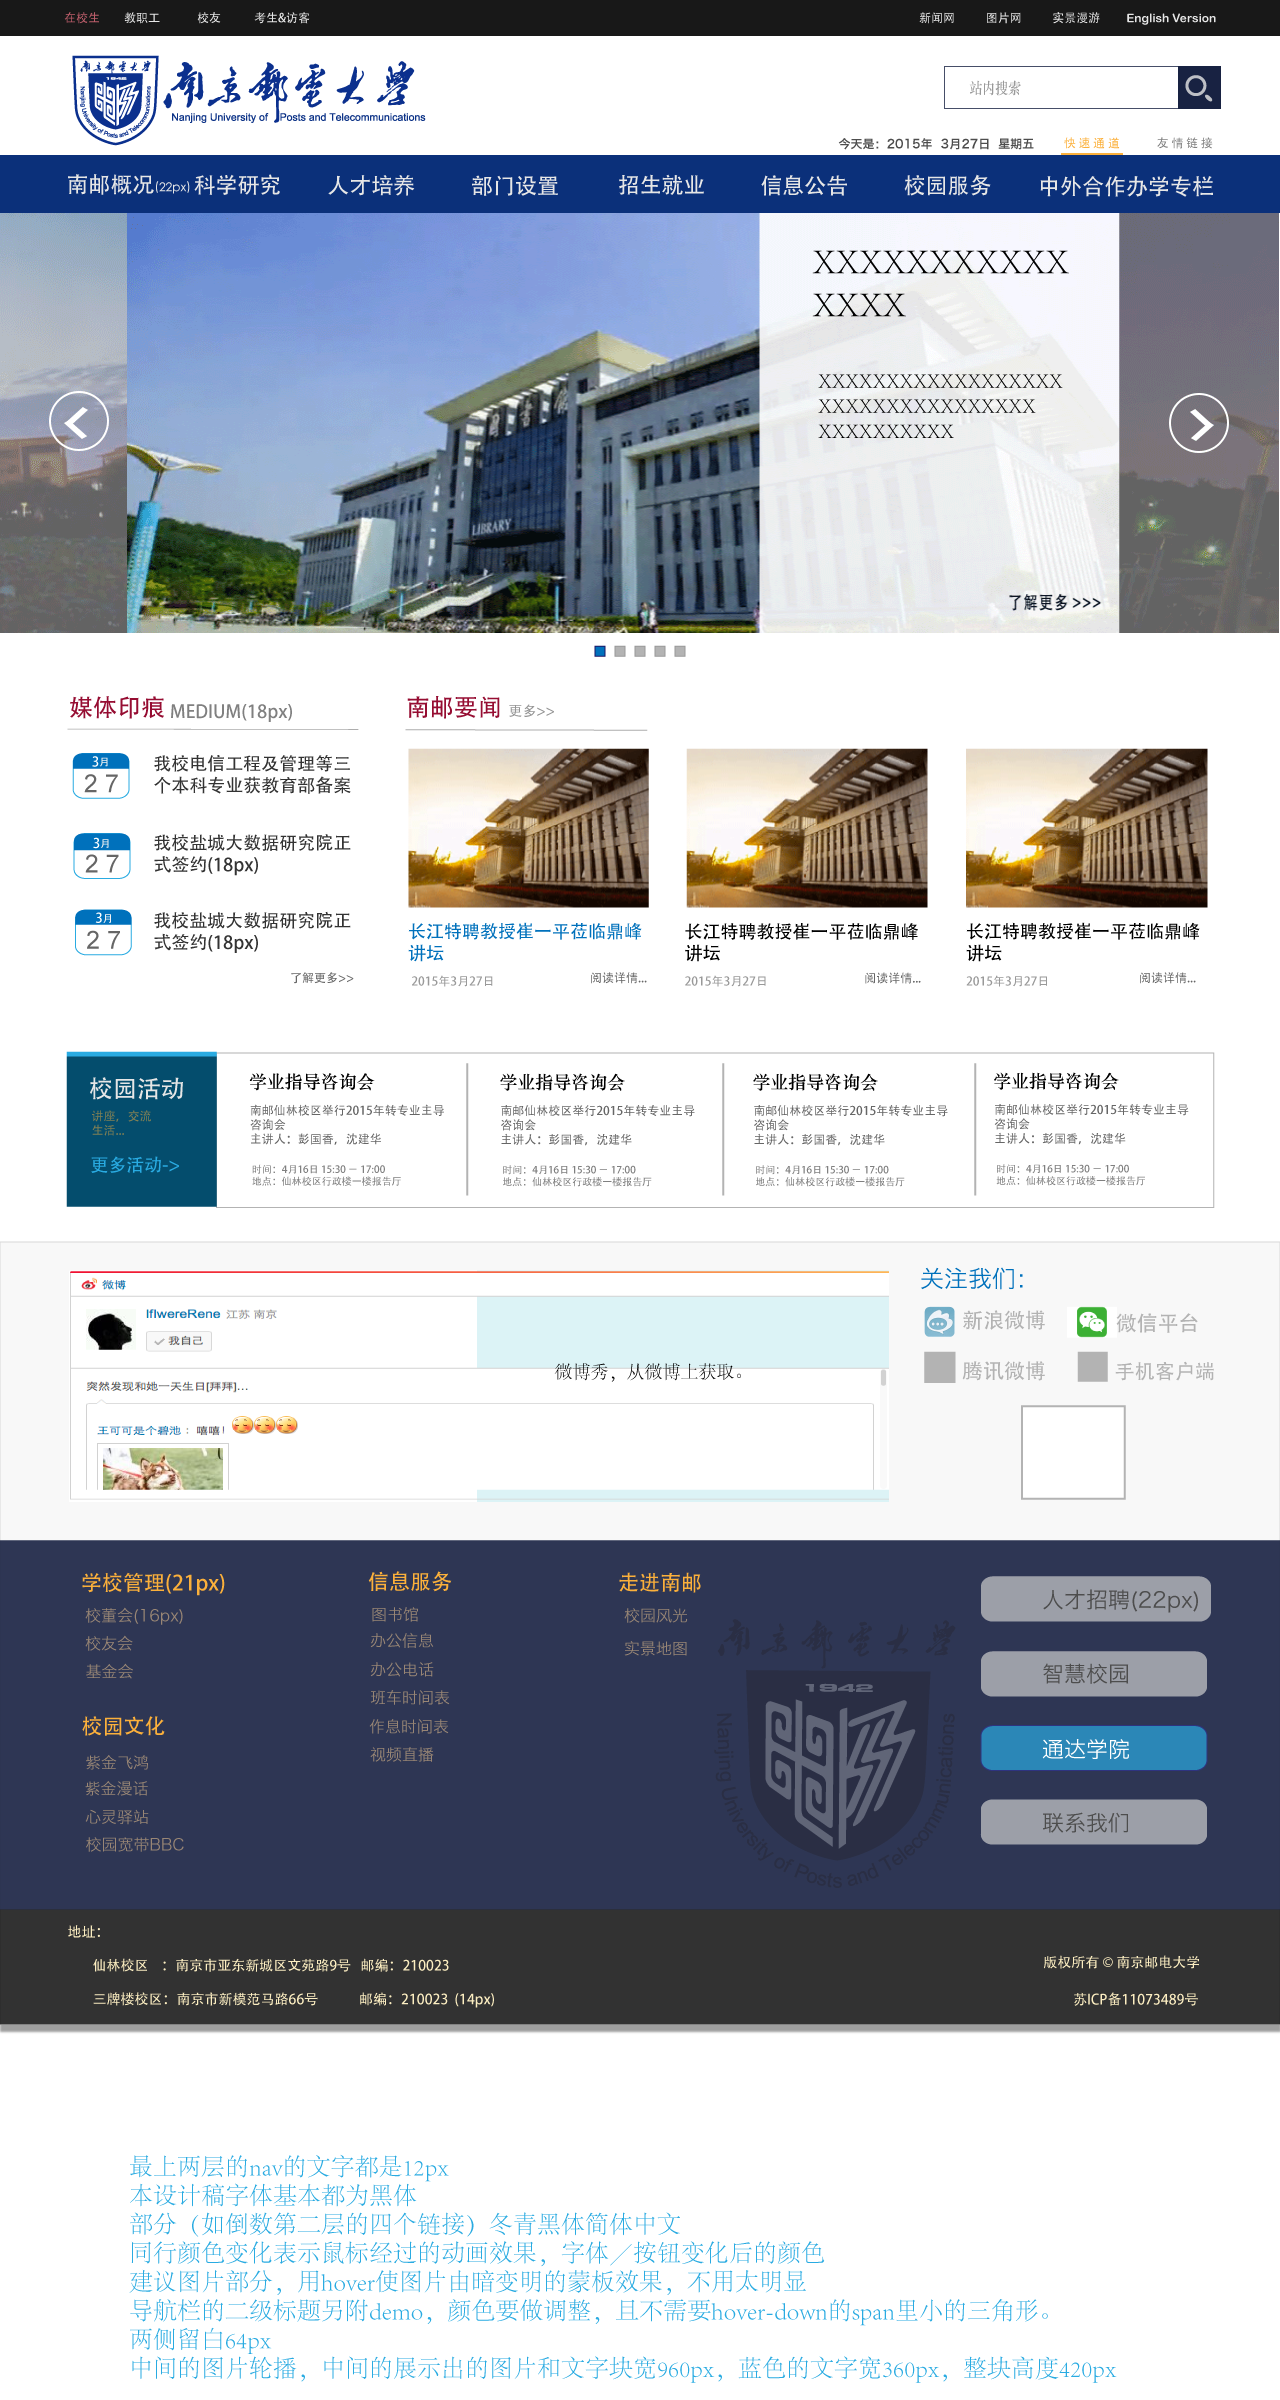 在校生 教职工 校友 考生&访客 新闻网 图片网 实景漫游 English Version
南京邮电大学
1942
Nanjing University of Posts and Telecommunications
站内搜索
今天是：2015年 3月27日 星期五 快速通道 友情链接
南邮概况(22px) 科学研究 人才培养 部门设置 招生就业 信息公告 校园服务 中外合作办学专栏
XXXXXXXXXXX
XXXX
XXXXXXXXXXXXXXXXXX
XXXXXXXXXXXXXXXX
XXXXXXXXXX
LIBRARY
了解更多 >>>
媒体印痕 MEDIUM(18px)
3月
27
我校电信工程及管理等三
个本科专业获教育部备案
3月
27
我校盐城大数据研究院正
式签约(18px)
3月
27
我校盐城大数据研究院正
式签约(18px)
了解更多>>
南邮要闻 更多>>
长江特聘教授崔一平莅临鼎峰
讲坛
2015年3月27日 阅读详情...
长江特聘教授崔一平莅临鼎峰
讲坛
2015年3月27日 阅读详情...
长江特聘教授崔一平莅临鼎峰
讲坛
2015年3月27日 阅读详情...
校园活动
讲座，交流
生活...
更多活动->
学业指导咨询会
南邮仙林校区举行2015年转专业主导
咨询会
主讲人：彭国香，沈建华
时间：4月16日 15:30 － 17:00
地点：仙林校区行政楼一楼报告厅
学业指导咨询会
南邮仙林校区举行2015年转专业主导
咨询会
主讲人：彭国香，沈建华
时间：4月16日 15:30 － 17:00
地点：仙林校区行政楼一楼报告厅
学业指导咨询会
南邮仙林校区举行2015年转专业主导
咨询会
主讲人：彭国香，沈建华
时间：4月16日 15:30 － 17:00
地点：仙林校区行政楼一楼报告厅
学业指导咨询会
南邮仙林校区举行2015年转专业主导
咨询会
主讲人：彭国香，沈建华
时间：4月16日 15:30 － 17:00
地点：仙林校区行政楼一楼报告厅
微博
IfIwereRene 江苏 南京
我自己
突然发现和她一天生日[拜拜]...
王可可是个碧池：嘻嘻！
微博秀，从微博上获取。
关注我们：
新浪微博 微信平台
腾讯微博 手机客户端
学校管理(21px)
校董会(16px)
校友会
基金会
校园文化
紫金飞鸿
紫金漫话
心灵驿站
校园宽带BBC
信息服务
图书馆
办公信息
办公电话
班车时间表
作息时间表
视频直播
走进南邮
校园风光
实景地图
南京邮电大学
1942
Nanjing University of Posts and Telecommunications
人才招聘(22px)
智慧校园
通达学院
联系我们
地址：
仙林校区 ：南京市亚东新城区文苑路9号 邮编：210023
三牌楼校区：南京市新模范马路66号 邮编：210023 (14px)
版权所有 © 南京邮电大学
苏ICP备11073489号
最上两层的nav的文字都是12px
本设计稿字体基本都为黑体
部分（如倒数第二层的四个链接）冬青黑体简体中文
同行颜色变化表示鼠标经过的动画效果，字体／按钮变化后的颜色
建议图片部分，用hover使图片由暗变明的蒙板效果，不用太明显
导航栏的二级标题另附demo，颜色要做调整，且不需要hover-down的span里小的三角形。
两侧留白64px
中间的图片轮播，中间的展示出的图片和文字块宽960px，蓝色的文字宽360px，整块高度420px